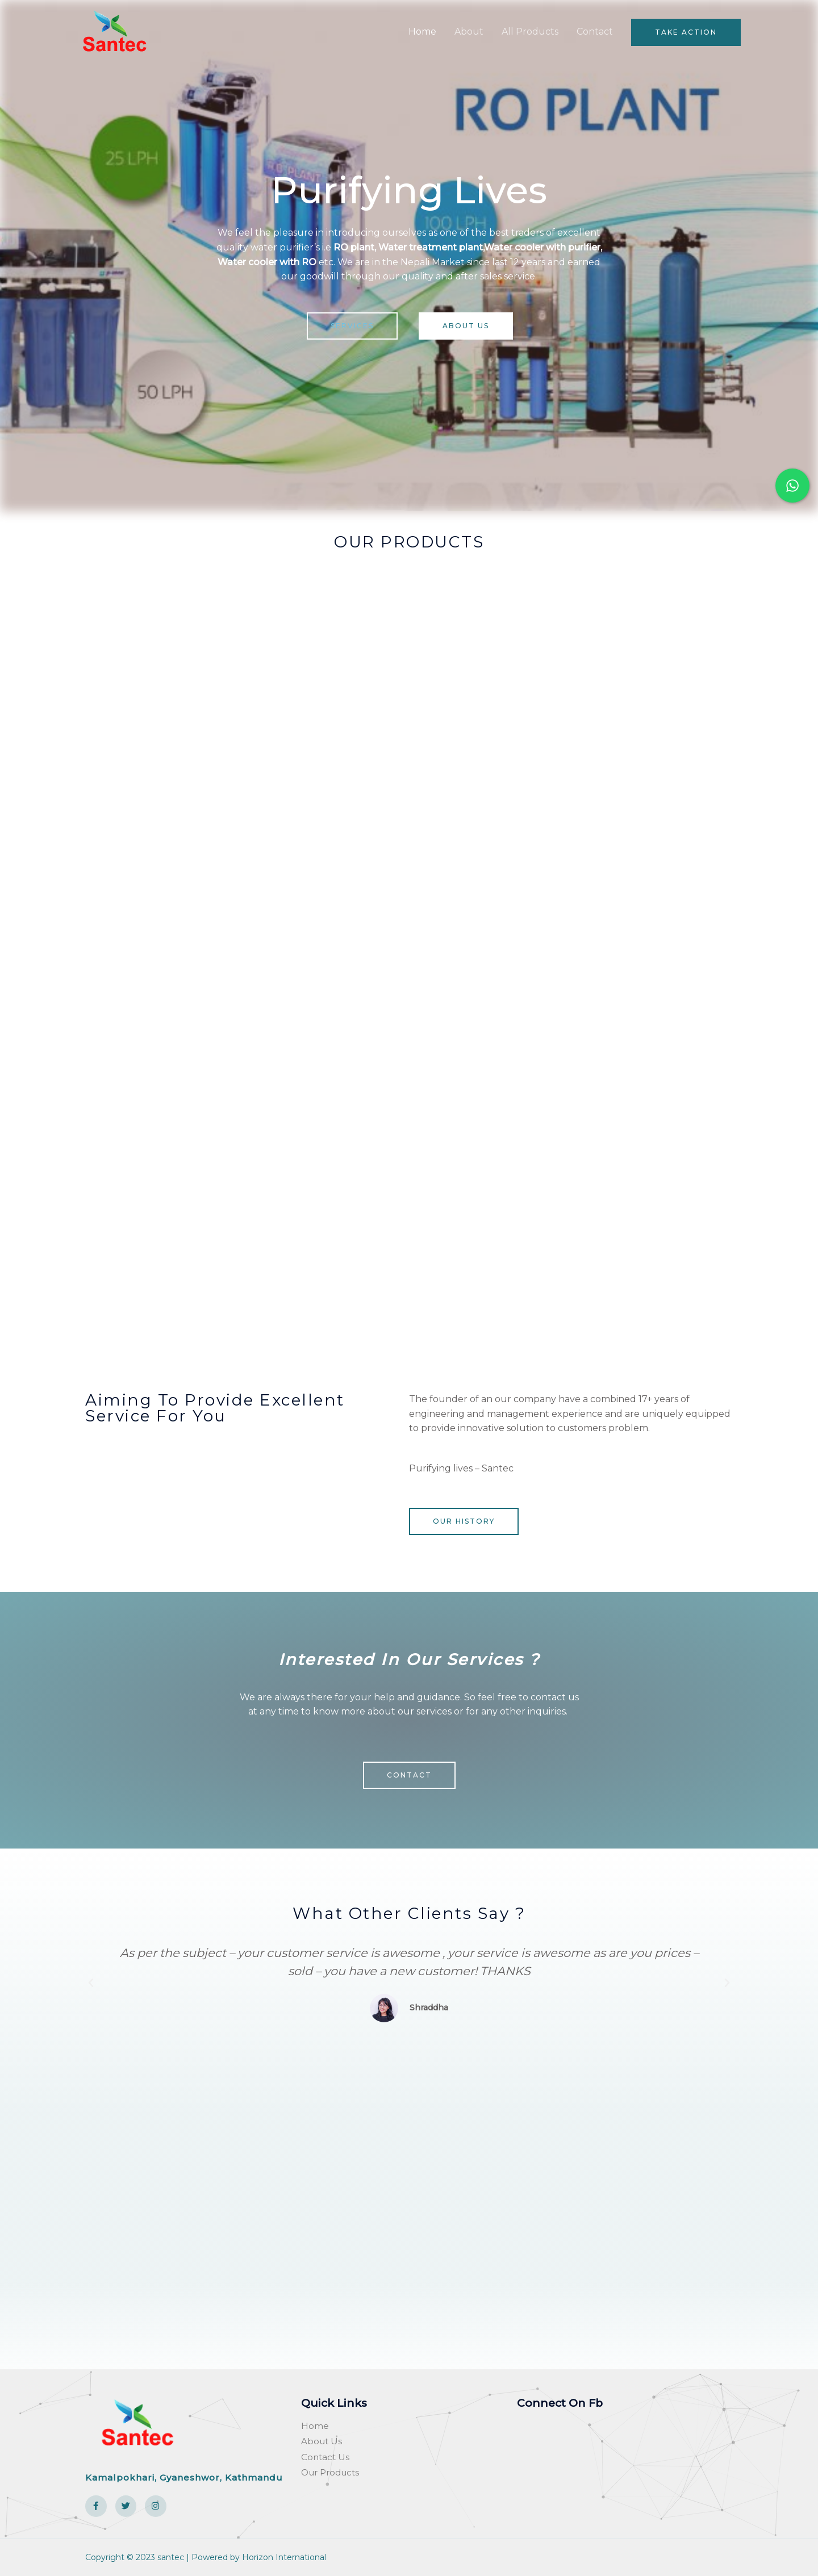 Santec
Home
About
All Products
Contact
TAKE ACTION
RO PLANT
25 LPH
Purifying Lives
100 LPH
We feel the pleasure in introducing ourselves as one of the best traders of excellent
quality water purifier’s i.e RO plant, Water treatment plant,Water cooler with purifier,
Water cooler with RO etc. We are in the Nepali Market since last 12 years and earned
our goodwill through our quality and after sales service.
ABOUT US
50 LPH
OUR PRODUCTS
Aiming To Provide Excellent
Service For You
The founder of an our company have a combined 17+ years of
engineering and management experience and are uniquely equipped
to provide innovative solution to customers problem.
Purifying lives – Santec
OUR HISTORY
Interested In Our Services ?
We are always there for your help and guidance. So feel free to contact us
at any time to know more about our services or for any other inquiries.
CONTACT
What Other Clients Say ?
As per the subject – your customer service is awesome , your service is awesome as are you prices –
sold – you have a new customer! THANKS
Shraddha
Santec
Kamalpokhari, Gyaneshwor, Kathmandu
Quick Links
Home
About Us
Contact Us
Our Products
Connect On Fb
Copyright © 2023 santec | Powered by Horizon International